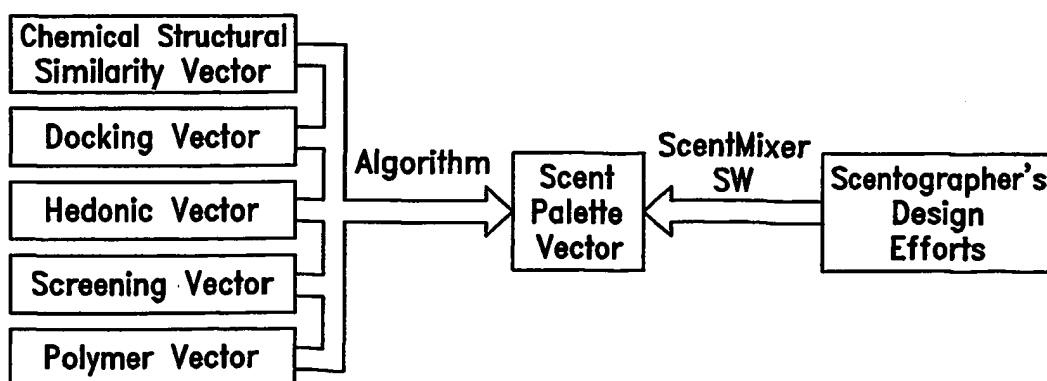 Chemical Structural
Similarity Vector
Docking Vector
Hedonic Vector
Screening Vector
Polymer Vector
Algorithm
Scent
Palette
Vector
ScentMixer
SW
Scentographer's
Design
Efforts